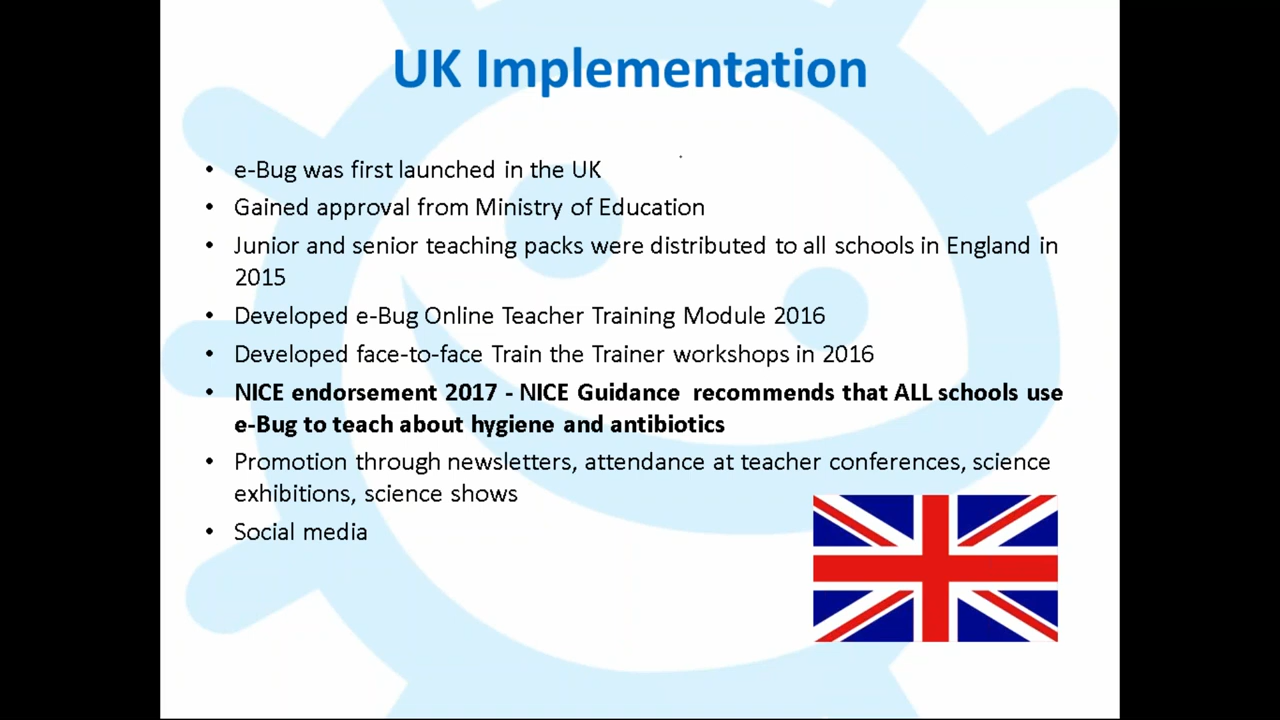 UK Implementation
• e-Bug was first launched in the UK
• Gained approval from Ministry of Education
• Junior and senior teaching packs were distributed to all schools in England in
2015
• Developed e-Bug Online Teacher Training Module 2016
• Developed face-to-face Train the Trainer workshops in 2016
• NICE endorsement 2017 - NICE Guidance recommends that ALL schools use
e-Bug to teach about hygiene and antibiotics
• Promotion through newsletters, attendance at teacher conferences, science
exhibitions, science shows
• Social media